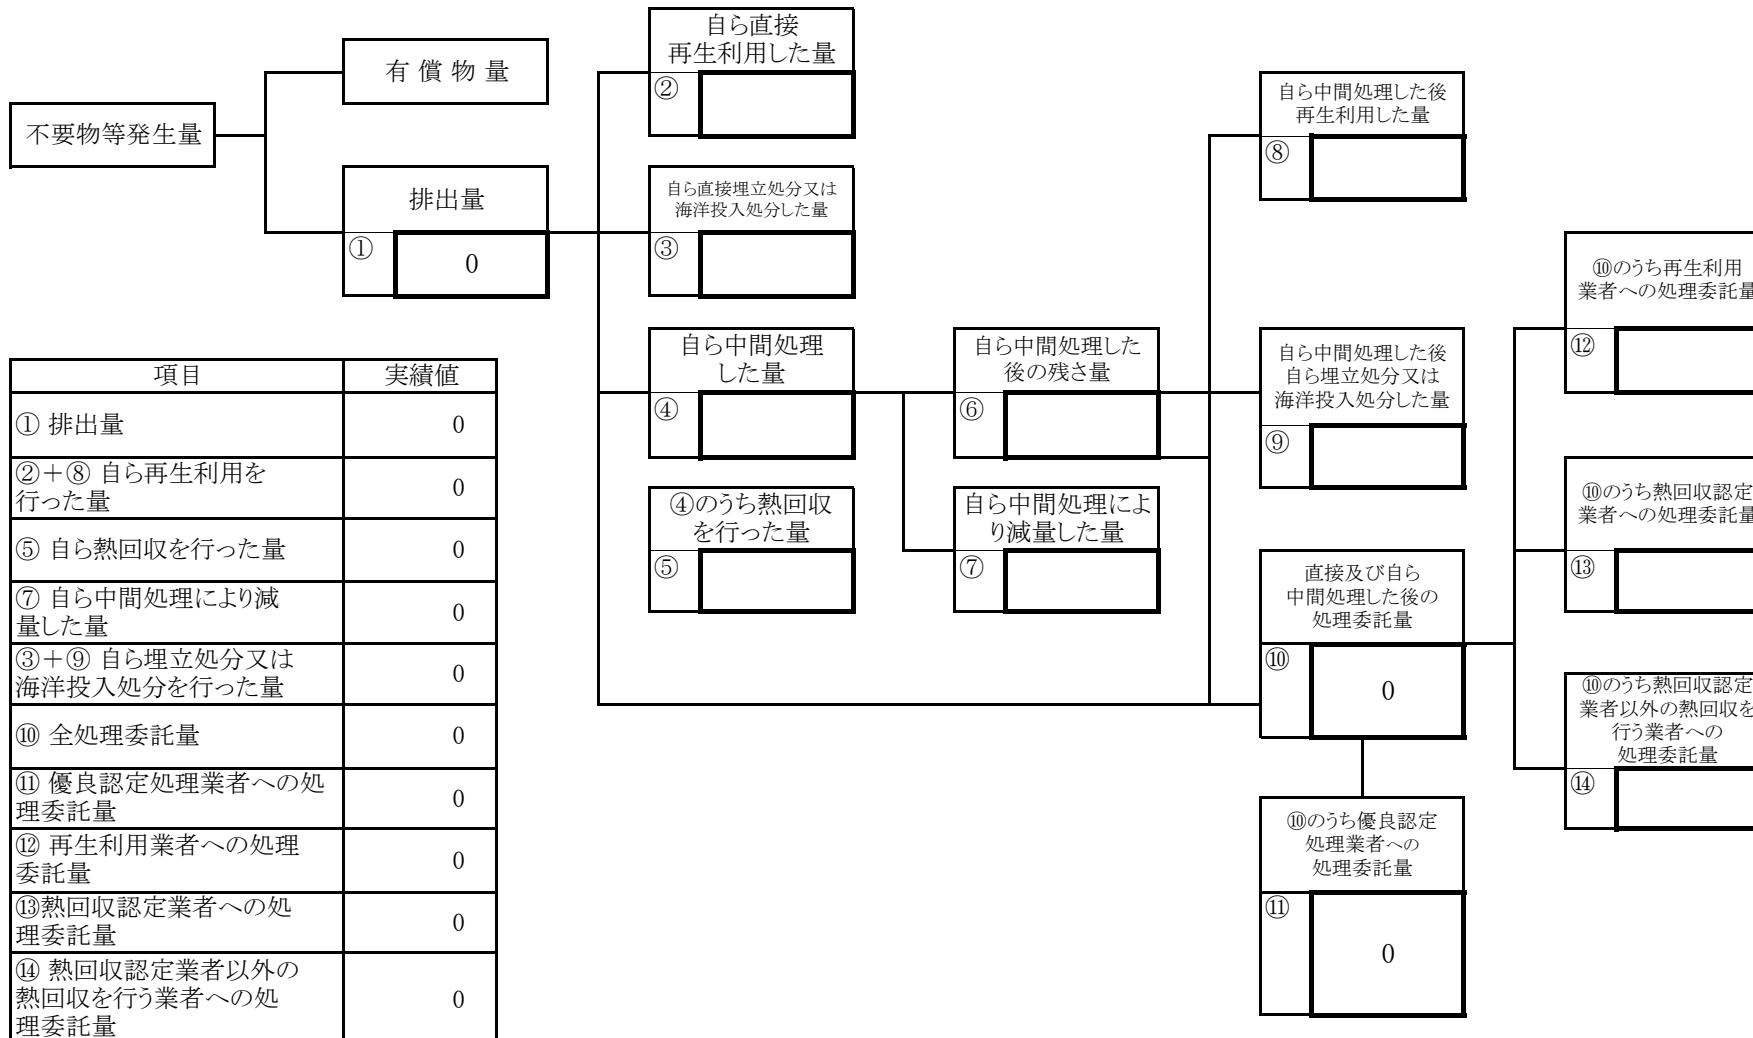 不要物等発生量
有償物量
排出量
①
0
自ら直接
再生利用した量
②
自ら直接埋立処分又は
海洋投入処分した量
③
自ら中間処理
した量
④
④のうち熱回収
を行った量
⑤
自ら中間処理した
後の残さ量
⑥
自ら中間処理によ
り減量した量
⑦
自ら中間処理した後
再生利用した量
⑧
自ら中間処理した後
自ら埋立処分又は
海洋投入処分した量
⑨
直接及び自ら
中間処理した後の
処理委託量
⑩
0
⑩のうち優良認定
処理業者への
処理委託量
⑪
0
⑩のうち再生利用
業者への処理委託量
⑫
⑩のうち熱回収認定
業者への処理委託量
⑬
⑩のうち熱回収認定
業者以外の熱回収を
行う業者への
処理委託量
⑭
項目 実績値
① 排出量 0
②+⑧ 自ら再生利用を
行った量 0
⑤ 自ら熱回収を行った量 0
⑦ 自ら中間処理により減
量した量 0
③+⑨ 自ら埋立処分又は
海洋投入処分を行った量 0
⑩ 全処理委託量 0
⑪ 優良認定処理業者への処
理委託量 0
⑫ 再生利用業者への処理
委託量 0
⑬熱回収認定業者への処
理委託量 0
⑭ 熱回収認定業者以外の
熱回収を行う業者への処
理委託量 0